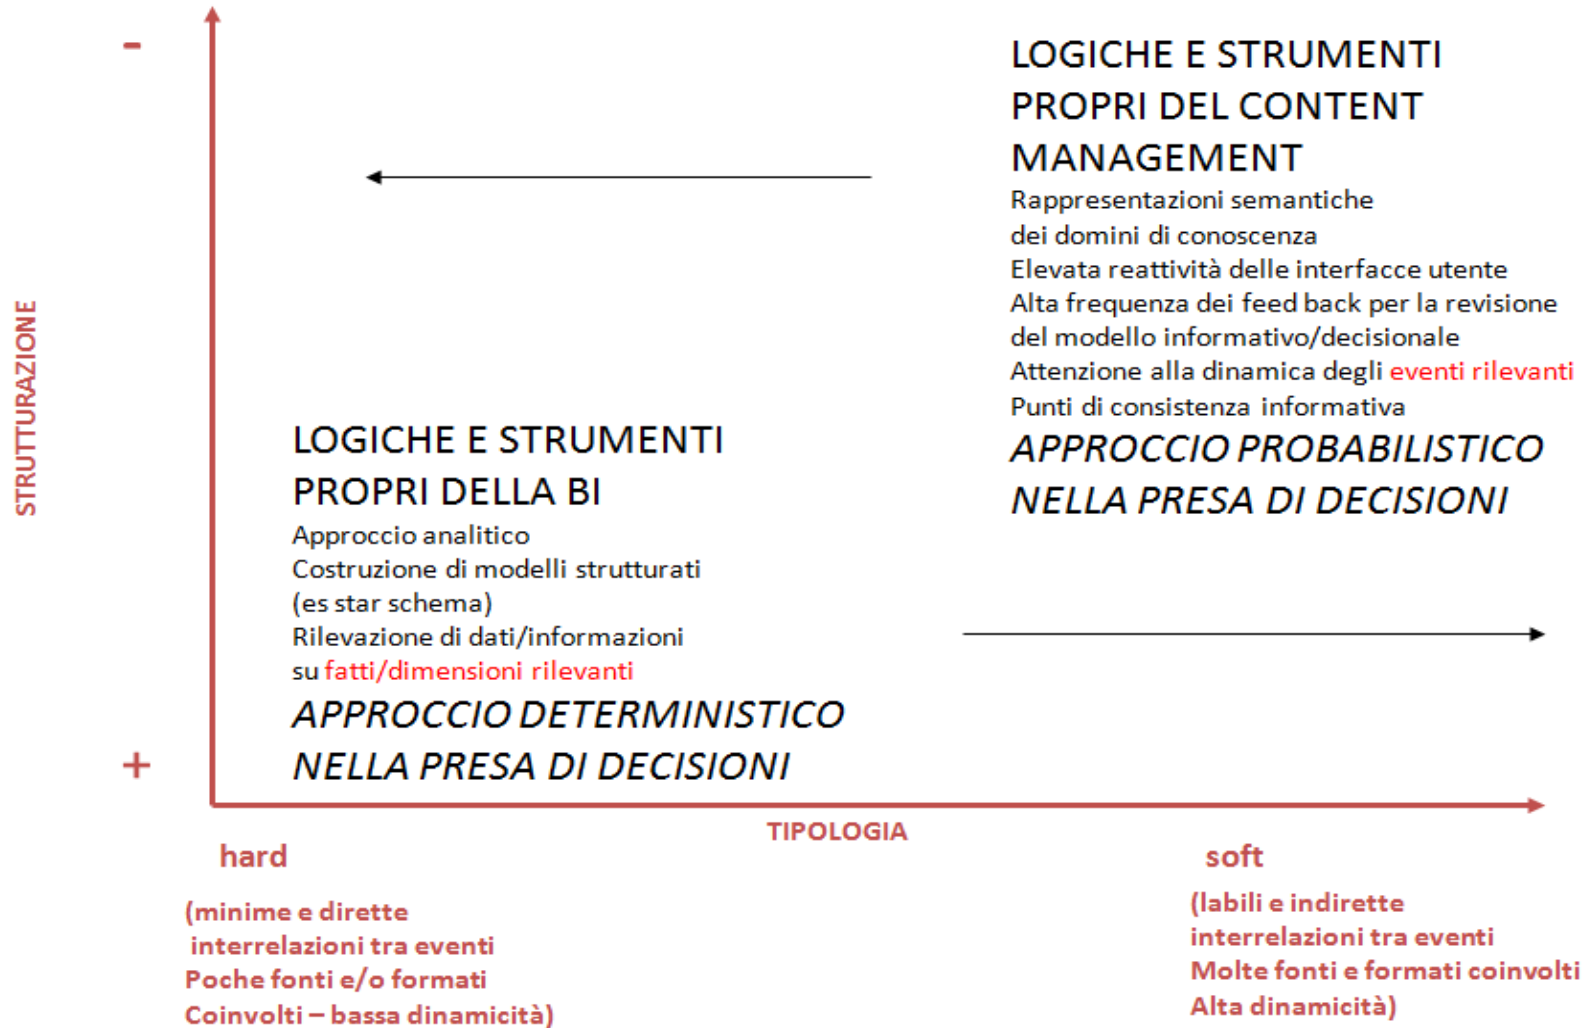 -
LOGICHE E STRUMENTI
PROPRI DEL CONTENT
MANAGEMENT
Rappresentazioni semantiche
dei domini di conoscenza
Elevata reattività delle interfacce utente
Alta frequenza dei feed back per la revisione
del modello informativo/decisionale
Attenzione alla dinamica degli eventi rilevanti
Punti di consistenza informativa
APPROCCIO PROBABILISTICO
NELLA PRESA DI DECISIONI
STRUTTURAZIONE
LOGICHE E STRUMENTI
PROPRI DELLA BI
Approccio analitico
Costruzione di modelli strutturati
(es star schema)
Rilevazione di dati/informazioni
su fatti/dimensioni rilevanti
APPROCCIO DETERMINISTICO
NELLA PRESA DI DECISIONI
+
TIPOLOGIA
hard
(minime e dirette
interrelazioni tra eventi
Poche fonti e/o formati
Coinvolti – bassa dinamicità)
soft
(labili e indirette
interrelazioni tra eventi
Molte fonti e formati coinvolti
Alta dinamicità)